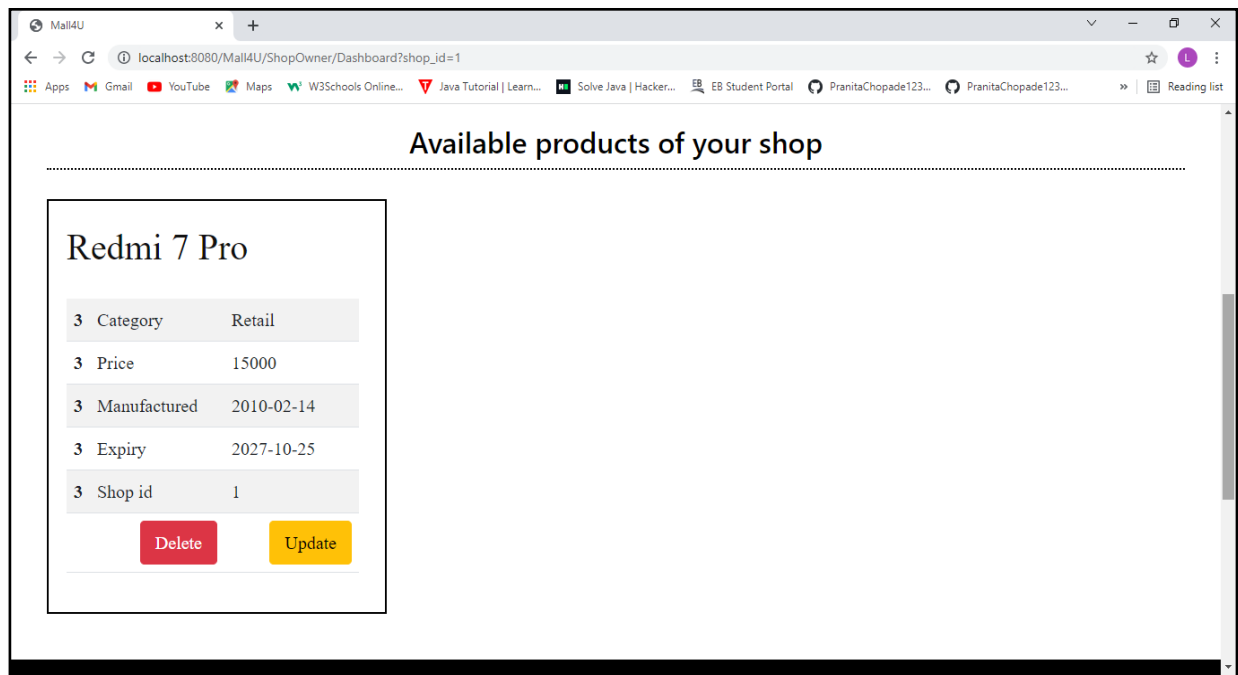 Mall4U
localhost:8080/Mall4U/ShopOwner/Dashboard?shop_id=1
L
Apps Gmail YouTube Maps W3Schools Online... Java Tutorial | Learn... Solve Java | Hacker... EB Student Portal PranitaChopade123... PranitaChopade123... » Reading list
Available products of your shop
Redmi 7 Pro
3 Category Retail
3 Price 15000
3 Manufactured 2010-02-14
3 Expiry 2027-10-25
3 Shop id 1
Delete Update